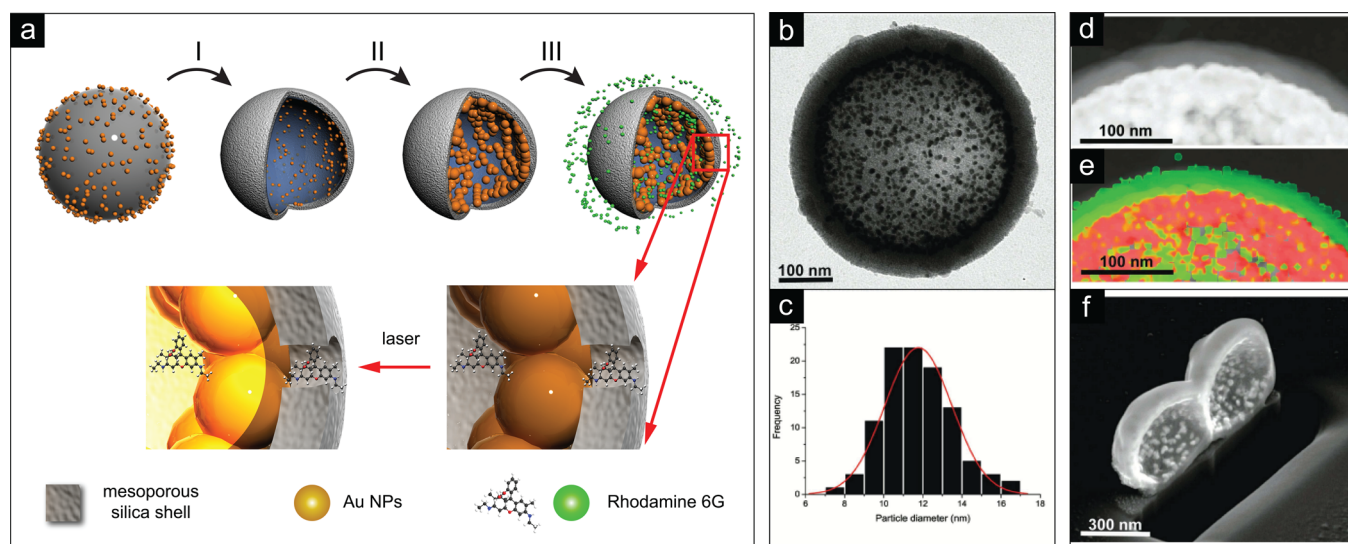 a
I
II
III
laser
mesoporous
silica shell
Au NPs
Rhodamine 6G
b
100 nm
c
25
20
15
10
5
0
Frequency
6
8
10
12
14
16
18
Particle diameter (nm)
d
100 nm
e
100 nm
f
300 nm